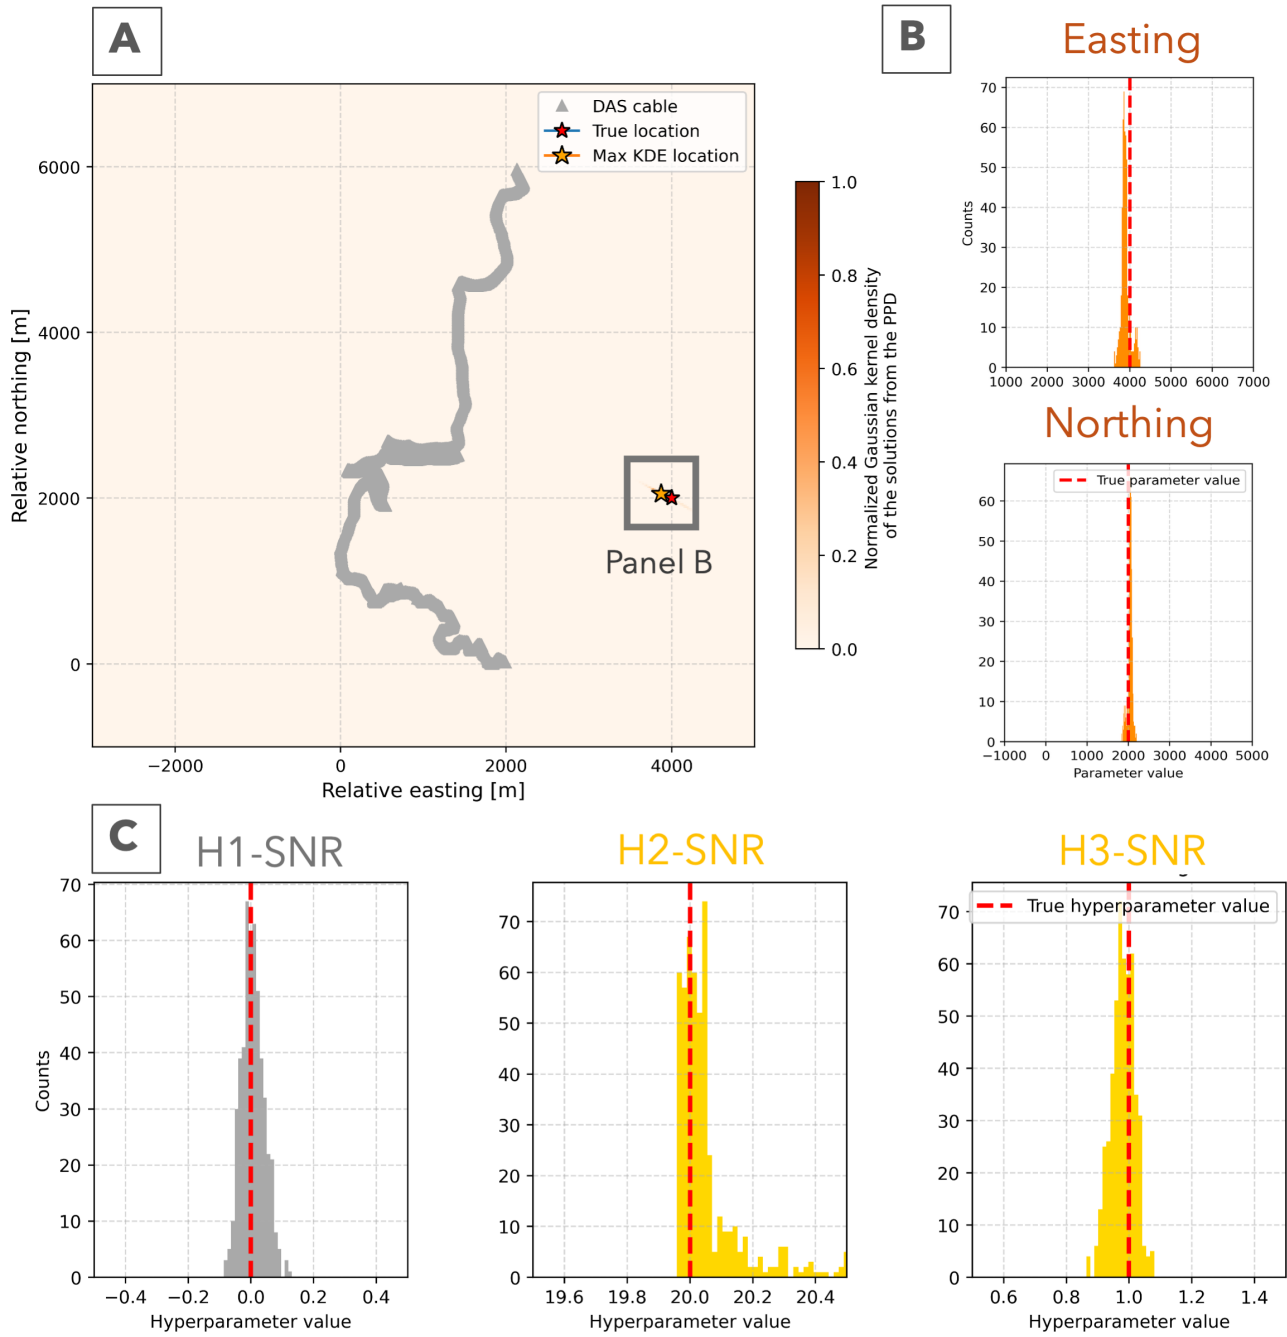 A
DAS cable
True location
Max KDE location
6000
4000
2000
0
Relative northing [m]
−2000
0
2000
4000
Relative easting [m]
Panel B
1.0
0.8
0.6
0.4
0.2
0.0
Normalized Gaussian kernel density
of the solutions from the PPD
B
Easting
70
60
50
40
30
20
10
0
Counts
1000 2000 3000 4000 5000 6000 7000
Northing
True parameter value
60
50
40
30
20
10
0
−1000 0 1000 2000 3000 4000 5000
Parameter value
C
H1-SNR
70
60
50
40
30
20
10
0
Counts
−0.4 −0.2 0.0 0.2 0.4
Hyperparameter value
H2-SNR
70
60
50
40
30
20
10
0
19.6 19.8 20.0 20.2 20.4
Hyperparameter value
H3-SNR
True hyperparameter value
70
60
50
40
30
20
10
0
0.6 0.8 1.0 1.2 1.4
Hyperparameter value